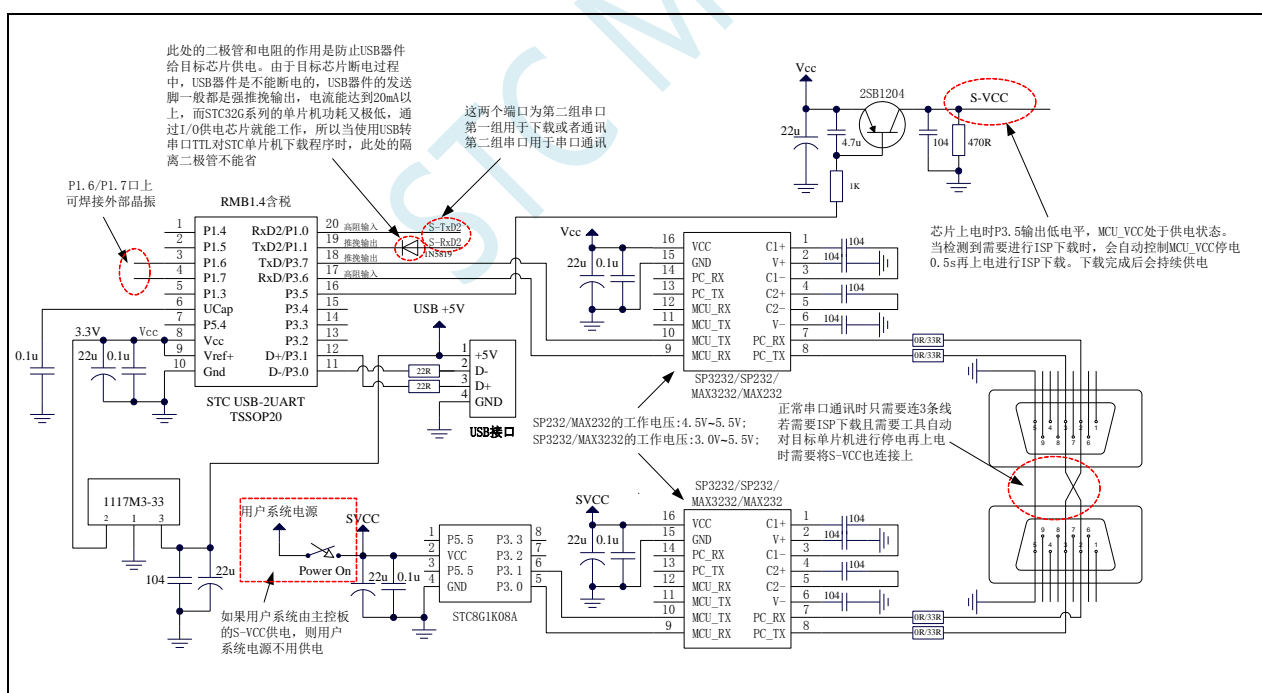 STC M
此处的二极管和电阻的作用是防止USB器件
给目标芯片供电。由于目标芯片断电过程
中，USB器件是不能断电的，USB器件的发送
脚一般都是强推挽输出，电流能达到20mA以
上，而STC32G系列的单片机功耗又极低，通
过I/O供电芯片就能工作，所以当使用USB转
串口TTL对STC单片机下载程序时，此处的隔
离二极管不能省
这两个端口为第二组串口
第一组用于下载或者通讯
第二组串口用于串口通讯
P1.6/P1.7口上
可焊接外部晶振
RMB1.4含税
1 P1.4 RxD2/P1.0 20 高阻输入 S-TxD2
2 P1.5 TxD2/P1.1 19 推挽输出 S-RxD2
1N5819
3 P1.6 TxD/P3.7 18 推挽输出
4 P1.7 RxD/P3.6 17 高阻输入
5 P1.3 P3.5 16
6 UCap P3.4 15
7 P5.4 P3.3 14
8 Vcc P3.2 13
9 Vref+ D+/P3.1 12
10 Gnd D-/P3.0 11
STC USB-2UART
TSSOP20
0.1u
3.3V
Vcc
22u
0.1u
22R
22R
USB +5V
1 +5V
2 D-
3 D+
4 GND
USB接口
Vcc
22u
4.7u
2SB1204
1K
104
470R
S-VCC
芯片上电时P3.5输出低电平，MCU_VCC处于供电状态。
当检测到需要进行ISP下载时，会自动控制MCU_VCC停电
0.5s再上电进行ISP下载。下载完成后会持续供电
Vcc
22u
0.1u
16 VCC C1+ 1
15 GND V+ 2
14 PC_RX C1- 3
13 PC_TX C2+ 4
12 MCU_RX C2- 5
11 MCU_TX V- 6
10 MCU_TX PC_RX 7
9 MCU_RX PC_TX 8
SP3232/SP232/
MAX3232/MAX232
104
104
104
104
0R/33R
0R/33R
SP232/MAX232的工作电压:4.5V~5.5V;
SP3232/MAX3232的工作电压:3.0V~5.5V;
正常串口通讯时只需要连3条线
若需要ISP下载且需要工具自动
对目标单片机进行停电再上电
时需要将S-VCC也连接上
5 4 3 2 1
9 8 7 6
1117M3-33
2 1 3
104
22u
用户系统电源
Power On
SVCC
22u
0.1u
如果用户系统由主控板
的S-VCC供电，则用户
系统电源不用供电
1 P5.5 P3.3 8
2 VCC P3.2 7
3 P5.5 P3.1 6
4 GND P3.0 5
STC8G1K08A
SVCC
22u
0.1u
SP3232/SP232/
MAX3232/MAX232
16 VCC C1+ 1
15 GND V+ 2
14 PC_RX C1- 3
13 PC_TX C2+ 4
12 MCU_RX C2- 5
11 MCU_TX V- 6
10 MCU_TX PC_RX 7
9 MCU_RX PC_TX 8
104
104
104
104
0R/33R
0R/33R
9 8 7 6
5 4 3 2 1